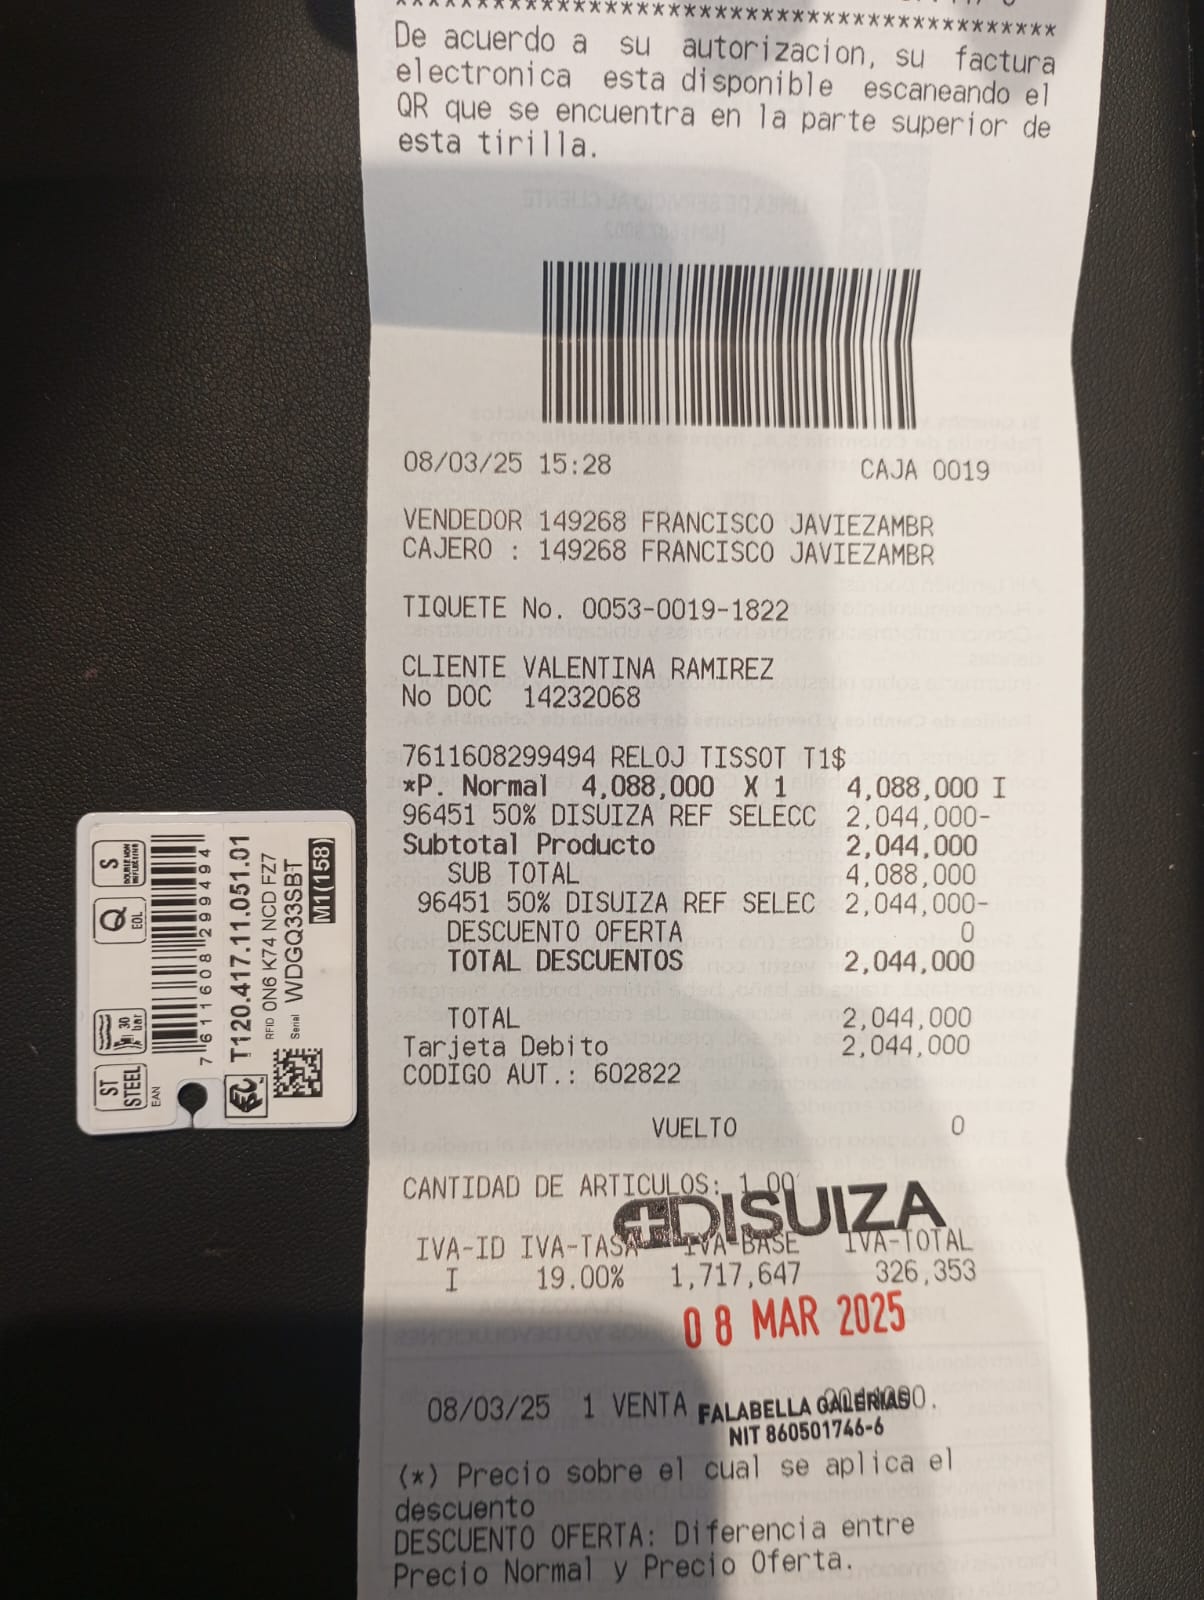 ****************************************
De acuerdo a su autorizacion, su factura
electronica esta disponible escaneando el
QR que se encuentra en la parte superior de
esta tirilla.
08/03/25 15:28 CAJA 0019
VENDEDOR 149268 FRANCISCO JAVIEZAMBR
CAJERO : 149268 FRANCISCO JAVIEZAMBR
TIQUETE No. 0053-0019-1822
CLIENTE VALENTINA RAMIREZ
No DOC 14232068
7611608299494 RELOJ TISSOT T1$
*P. Normal 4,088,000 X 1 4,088,000 I
96451 50% DISUIZA REF SELECC 2,044,000-
Subtotal Producto 2,044,000
SUB TOTAL 4,088,000
96451 50% DISUIZA REF SELEC 2,044,000-
DESCUENTO OFERTA 0
TOTAL DESCUENTOS 2,044,000
TOTAL 2,044,000
Tarjeta Debito 2,044,000
CODIGO AUT.: 602822
VUELTO 0
CANTIDAD DE ARTICULOS: 1.00
DISUIZA
IVA-ID IVA-TASA IVA-BASE IVA-TOTAL
I 19.00% 1,717,647 326,353
08 MAR 2025
08/03/25 1 VENTA
FALABELLA GALERIAS
NIT 860501746-6
(*) Precio sobre el cual se aplica el
descuento
DESCUENTO OFERTA: Diferencia entre
Precio Normal y Precio Oferta.
S
DOUBLE NON
REFLECTING
Q
EOL
30
bar
ST
STEEL
EAN
7611608299494
T120.417.11.051.01
RFID 0N6 K74 NCD FZ7
Serial WDGQ33SBT
M1(158)